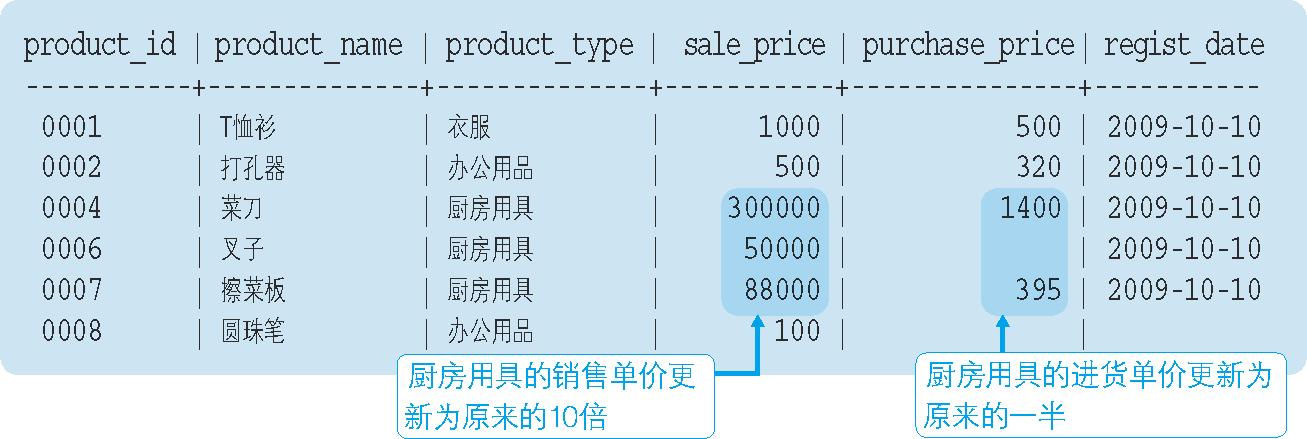 product_id | product_name | product_type | sale_price | purchase_price | regist_date
-----------+--------------+--------------+------------+----------------+-----------
0001 | T恤衫 | 衣服 | 1000 | 500 | 2009-10-10
0002 | 打孔器 | 办公用品 | 500 | 320 | 2009-10-10
0004 | 菜刀 | 厨房用具 | 300000 | 1400 | 2009-10-10
0006 | 叉子 | 厨房用具 | 50000 | | 2009-10-10
0007 | 擦菜板 | 厨房用具 | 88000 | 395 | 2009-10-10
0008 | 圆珠笔 | 办公用品 | 100 | |
厨房用具的销售单价更
新为原来的10倍
厨房用具的进货单价更新为
原来的一半